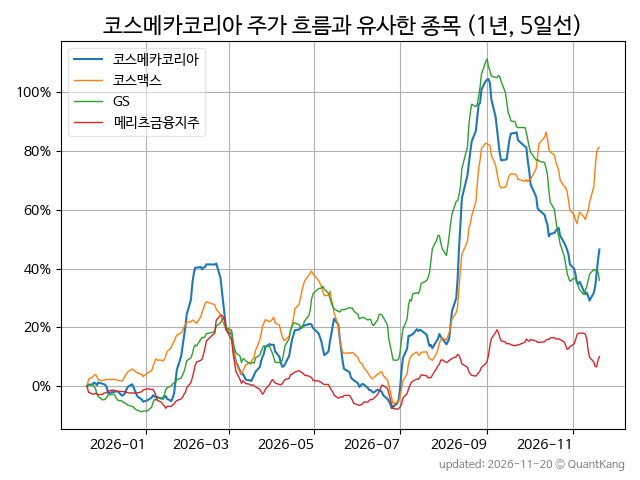 코스메카코리아 주가 흐름과 유사한 종목 (1년, 5일선)
코스메카코리아
코스맥스
GS
메리츠금융지주
100%
80%
60%
40%
20%
0%
2026-01
2026-03
2026-05
2026-07
2026-09
2026-11
updated: 2026-11-20 © QuantKang